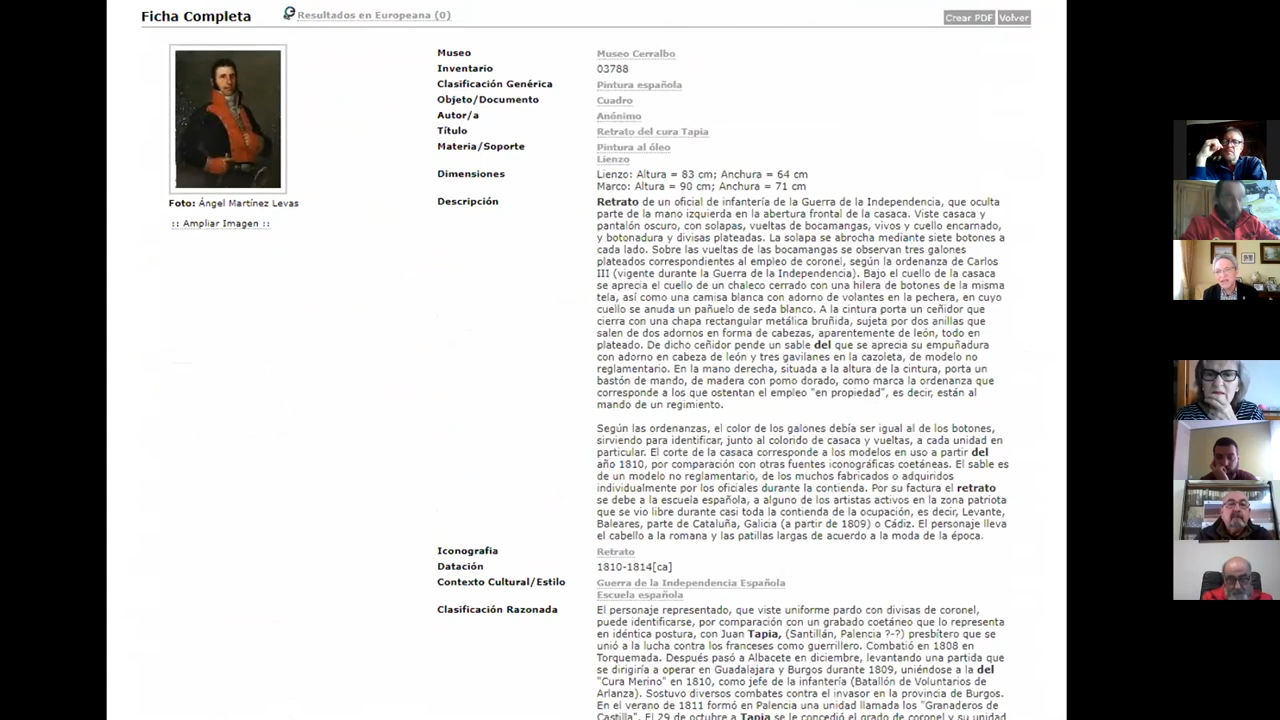 Ficha Completa
Resultados en Europeana (0)
Crear PDF Volver
Museo Museo Cerralbo
Inventario 03788
Clasificación Genérica Pintura española
Objeto/Documento Cuadro
Autor/a Anónimo
Título Retrato del cura Tapia
Materia/Soporte Pintura al óleo
Lienzo
Dimensiones Lienzo: Altura = 83 cm; Anchura = 64 cm
Marco: Altura = 90 cm; Anchura = 71 cm
Foto: Ángel Martínez Levas
:: Ampliar Imagen ::
Descripción Retrato de un oficial de infantería de la Guerra de la Independencia, que oculta
parte de la mano izquierda en la abertura frontal de la casaca. Viste casaca y
pantalón oscuro, con solapas, vueltas de bocamangas, vivos y cuello encarnado,
y botonadura y divisas plateadas. La solapa se abrocha mediante siete botones a
cada lado. Sobre las vueltas de las bocamangas se observan tres galones
plateados correspondientes al empleo de coronel, según la ordenanza de Carlos
III (vigente durante la Guerra de la Independencia). Bajo el cuello de la casaca
se aprecia el cuello de un chaleco cerrado con una hilera de botones de la misma
tela, así como una camisa blanca con adorno de volantes en la pechera, en cuyo
cuello se anuda un pañuelo de seda blanco. A la cintura porta un ceñidor que
cierra con una chapa rectangular metálica bruñida, sujeta por dos anillas que
salen de dos adornos en forma de cabezas, aparentemente de león, todo en
plateado. De dicho ceñidor pende un sable del que se aprecia su empuñadura
con adorno en cabeza de león y tres gavilanes en la cazoleta, de modelo no
reglamentario. En la mano derecha, situada a la altura de la cintura, porta un
bastón de mando, de madera con pomo dorado, como marca la ordenanza que
corresponde a los que ostentan el empleo "en propiedad", es decir, están al
mando de un regimiento.
Según las ordenanzas, el color de los galones debía ser igual al de los botones,
sirviendo para identificar, junto al colorido de casaca y vueltas, a cada unidad en
particular. El corte de la casaca corresponde a los modelos en uso a partir del
año 1810, por comparación con otras fuentes iconográficas coetáneas. El sable es
de un modelo no reglamentario, de los muchos fabricados o adquiridos
individualmente por los oficiales durante la contienda. Por su factura el retrato
se debe a la escuela española, a alguno de los artistas activos en la zona patriota
que se vio libre durante casi toda la contienda de la ocupación, es decir, Levante,
Baleares, parte de Cataluña, Galicia (a partir de 1809) o Cádiz. El personaje lleva
el cabello a la romana y las patillas largas de acuerdo a la moda de la época.
Iconografia Retrato
Datación 1810-1814[ca]
Contexto Cultural/Estilo Guerra de la Independencia Española
Escuela española
Clasificación Razonada El personaje representado, que viste uniforme pardo con divisas de coronel,
puede identificarse, por comparación con un grabado coetáneo que lo representa
en idéntica postura, con Juan Tapia, (Santillán, Palencia ?-?) presbítero que se
unió a la lucha contra los franceses como guerrillero. Combatió en 1808 en
Torquemada. Después pasó a Albacete en diciembre, levantando una partida que
se dirigiría a operar en Guadalajara y Burgos durante 1809, uniéndose a la del
"Cura Merino" en 1810, como jefe de la infantería (Batallón de Voluntarios de
Arlanza). Sostuvo diversos combates contra el invasor en la provincia de Burgos.
En el verano de 1811 formó en Palencia una unidad llamada los "Granaderos de
Castilla". El 29 de octubre a Tapia se le concedió el grado de coronel y su unidad